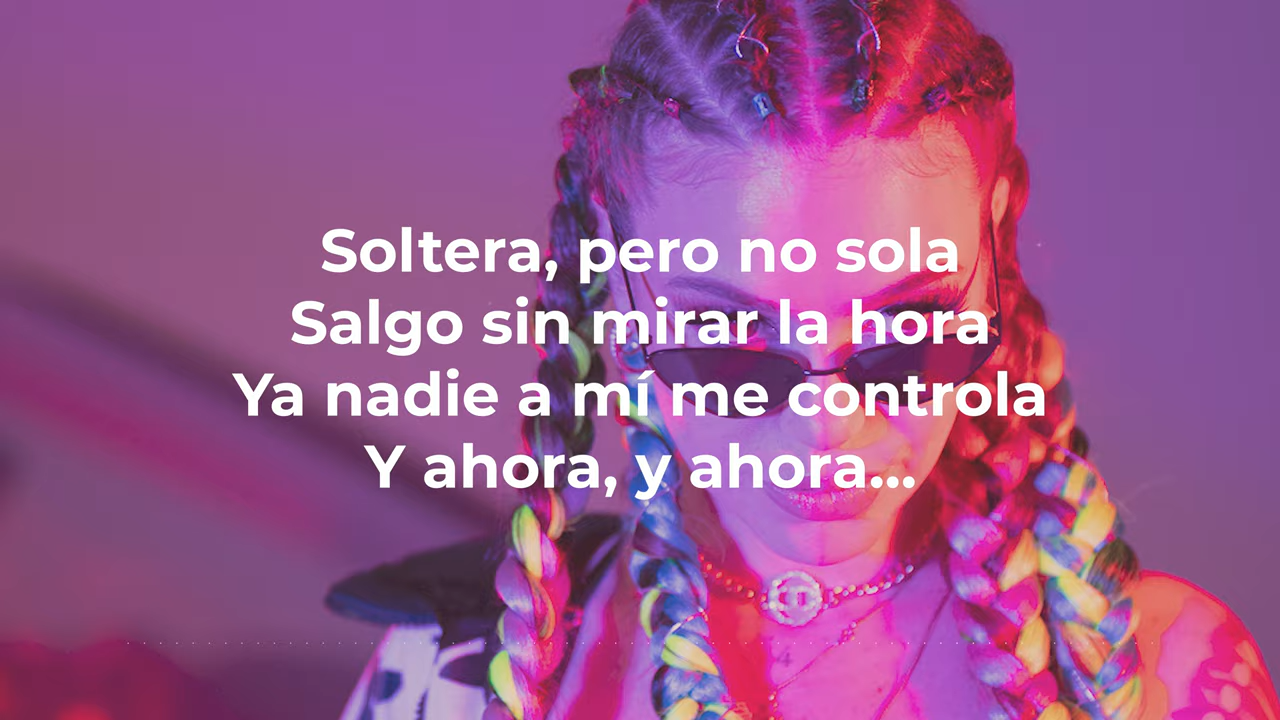 Soltera, pero no sola
Salgo sin mirar la hora
Ya nadie a mí me controla
Y ahora, y ahora...